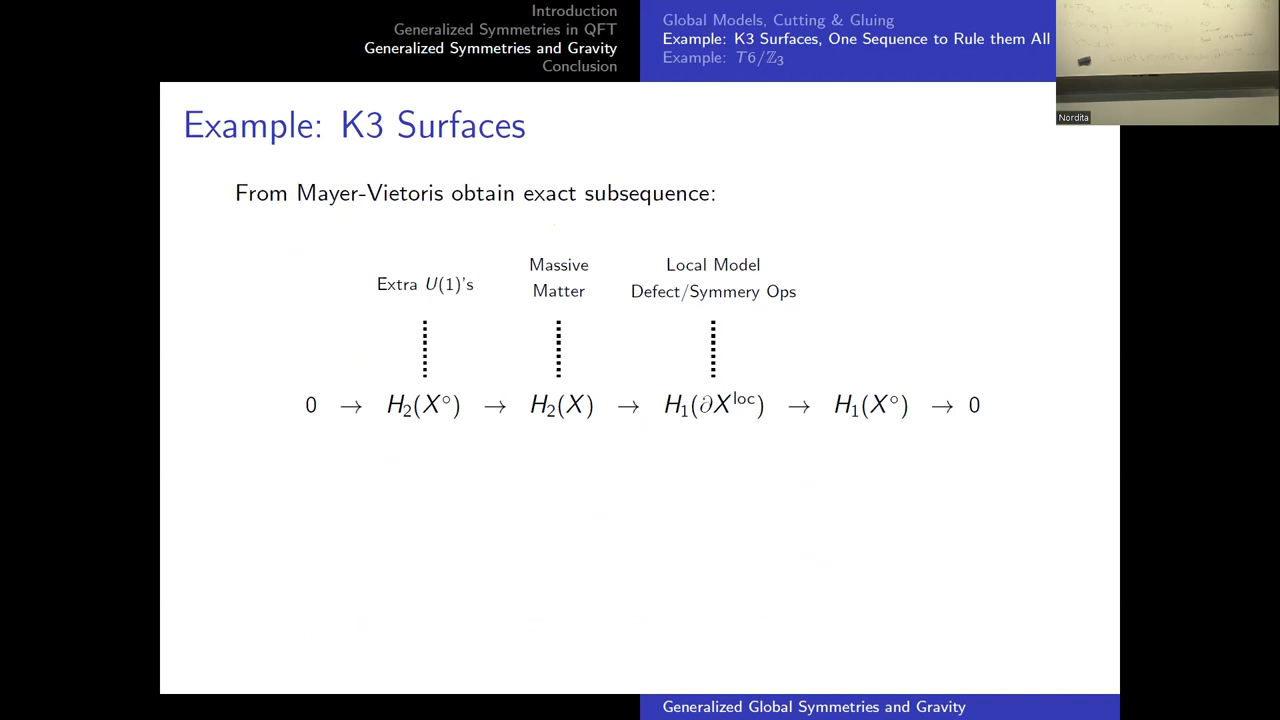 Introduction
Generalized Symmetries in QFT
Generalized Symmetries and Gravity
Conclusion
Global Models, Cutting & Gluing
Example: K3 Surfaces, One Sequence to Rule them All
Example: T6/ℤ₃
Nordita
Example: K3 Surfaces
From Mayer-Vietoris obtain exact subsequence:
Extra U(1)'s
Massive
Matter
Local Model
Defect/Symmery Ops
0 → H₂(X°) → H₂(X) → H₁(∂X^loc) → H₁(X°) → 0
Generalized Global Symmetries and Gravity